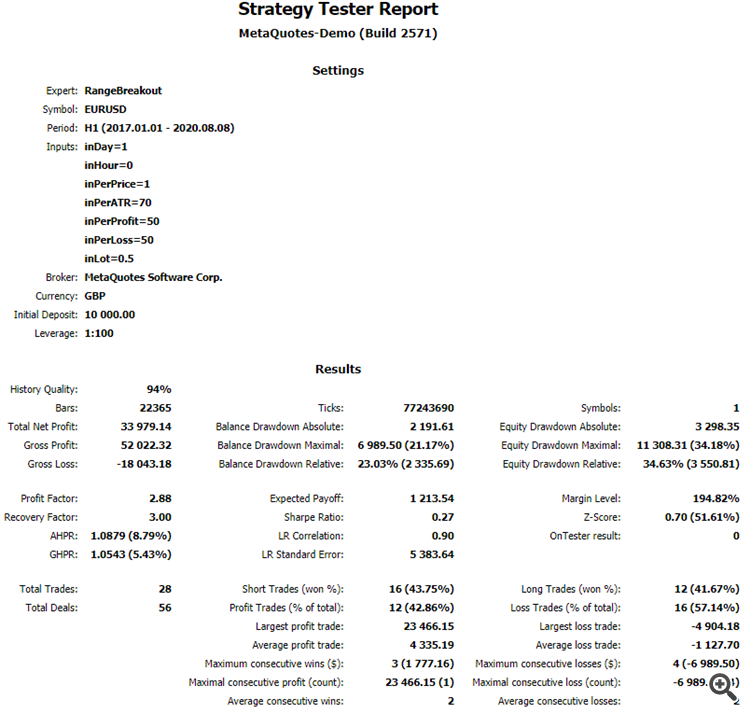 Strategy Tester Report
MetaQuotes-Demo (Build 2571)
Settings
Expert: RangeBreakout
Symbol: EURUSD
Period: H1 (2017.01.01 - 2020.08.08)
Inputs: inDay=1
inHour=0
inPerPrice=1
inPerATR=70
inPerProfit=50
inPerLoss=50
inLot=0.5
Broker: MetaQuotes Software Corp.
Currency: GBP
Initial Deposit: 10 000.00
Leverage: 1:100
Results
History Quality: 94%
Bars: 22365 Ticks: 77243690 Symbols: 1
Total Net Profit: 33 979.14 Balance Drawdown Absolute: 2 191.61 Equity Drawdown Absolute: 3 298.35
Gross Profit: 52 022.32 Balance Drawdown Maximal: 6 989.50 (21.17%) Equity Drawdown Maximal: 11 308.31 (34.18%)
Gross Loss: -18 043.18 Balance Drawdown Relative: 23.03% (2 335.69) Equity Drawdown Relative: 34.63% (3 550.81)
Profit Factor: 2.88 Expected Payoff: 1 213.54 Margin Level: 194.82%
Recovery Factor: 3.00 Sharpe Ratio: 0.27 Z-Score: 0.70 (51.61%)
AHPR: 1.0879 (8.79%) LR Correlation: 0.90 OnTester result: 0
GHPR: 1.0543 (5.43%) LR Standard Error: 5 383.64
Total Trades: 28 Short Trades (won %): 16 (43.75%) Long Trades (won %): 12 (41.67%)
Total Deals: 56 Profit Trades (% of total): 12 (42.86%) Loss Trades (% of total): 16 (57.14%)
Largest profit trade: 23 466.15 Largest loss trade: -4 904.18
Average profit trade: 4 335.19 Average loss trade: -1 127.70
Maximum consecutive wins ($): 3 (1 777.16) Maximum consecutive losses ($): 4 (-6 989.50)
Maximal consecutive profit (count): 23 466.15 (1) Maximal consecutive loss (count): -6 989.
Average consecutive wins: 2 Average consecutive losses: 2